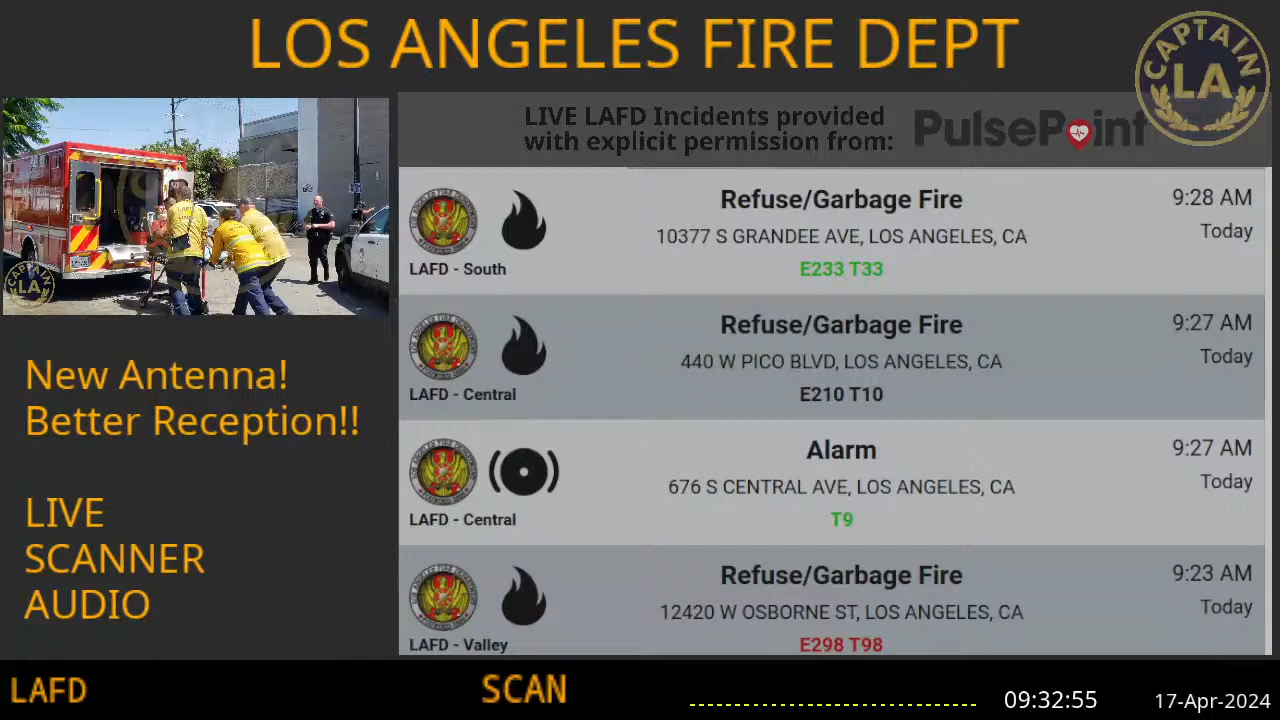 LOS ANGELES FIRE DEPT
CAPTAIN
LA
LIVE LAFD Incidents provided
with explicit permission from:
PulsePoint
Refuse/Garbage Fire
9:28 AM
10377 S GRANDEE AVE, LOS ANGELES, CA
Today
LAFD - South
E233 T33
Refuse/Garbage Fire
9:27 AM
440 W PICO BLVD, LOS ANGELES, CA
Today
LAFD - Central
E210 T10
Alarm
9:27 AM
676 S CENTRAL AVE, LOS ANGELES, CA
Today
LAFD - Central
T9
Refuse/Garbage Fire
9:23 AM
12420 W OSBORNE ST, LOS ANGELES, CA
Today
LAFD - Valley
E298 T98
CAPTAIN
LA
New Antenna!
Better Reception!!
LIVE
SCANNER
AUDIO
LAFD
SCAN
09:32:55
17-Apr-2024